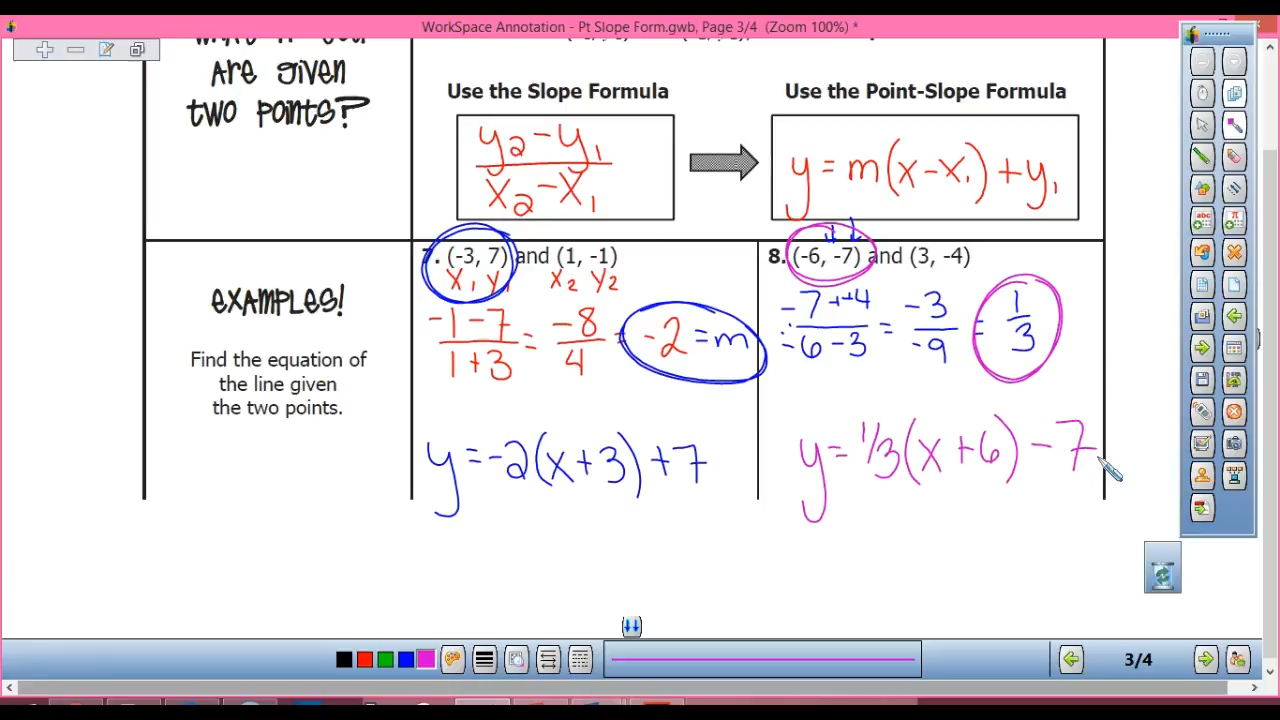 WorkSpace Annotation - Pt Slope Form.gwb, Page 3/4 (Zoom 100%) *
are given
two points?
Use the Slope Formula
y2 - y1
x2 - x1
Use the Point-Slope Formula
y = m(x - x1) + y1
EXAMPLES!
Find the equation of
the line given
the two points.
7. (-3, 7) and (1, -1)
x1 y1 x2 y2
-1 - 7 / 1 + 3 = -8 / 4 = -2 = m
y = -2(x + 3) + 7
8. (-6, -7) and (3, -4)
-7 + +4 / -6 - 3 = -3 / -9 = 1 / 3
y = 1/3(x + 6) - 7
abc
π
3/4